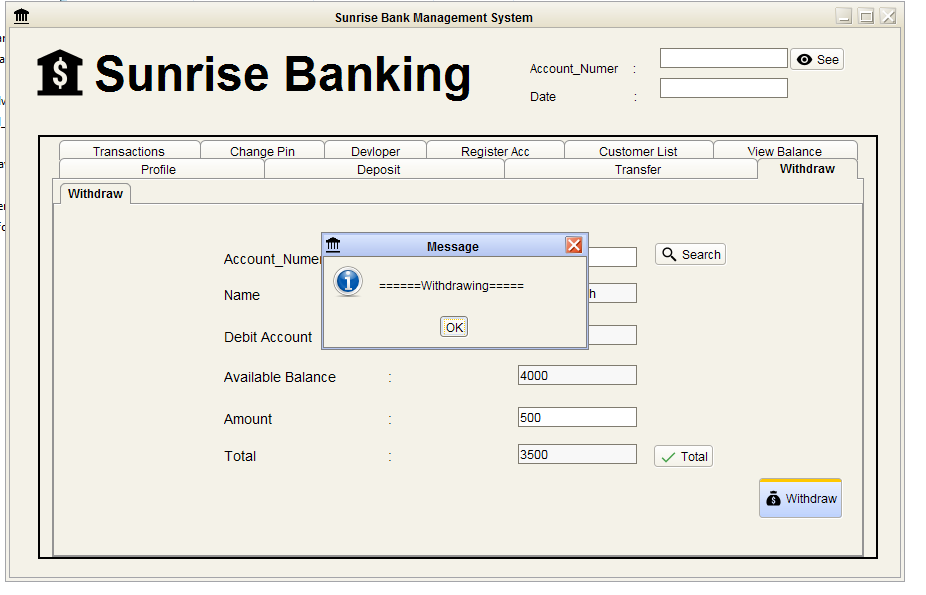 Sunrise Bank Management System
Sunrise Banking
Account_Numer :
See
Date :
Transactions Change Pin Devloper Register Acc Customer List View Balance
Profile Deposit Transfer Withdraw
Withdraw
Message
Account_Numer
Search
======Withdrawing=====
Name
h
OK
Debit Account
Available Balance : 4000
Amount : 500
Total : 3500 Total
Withdraw